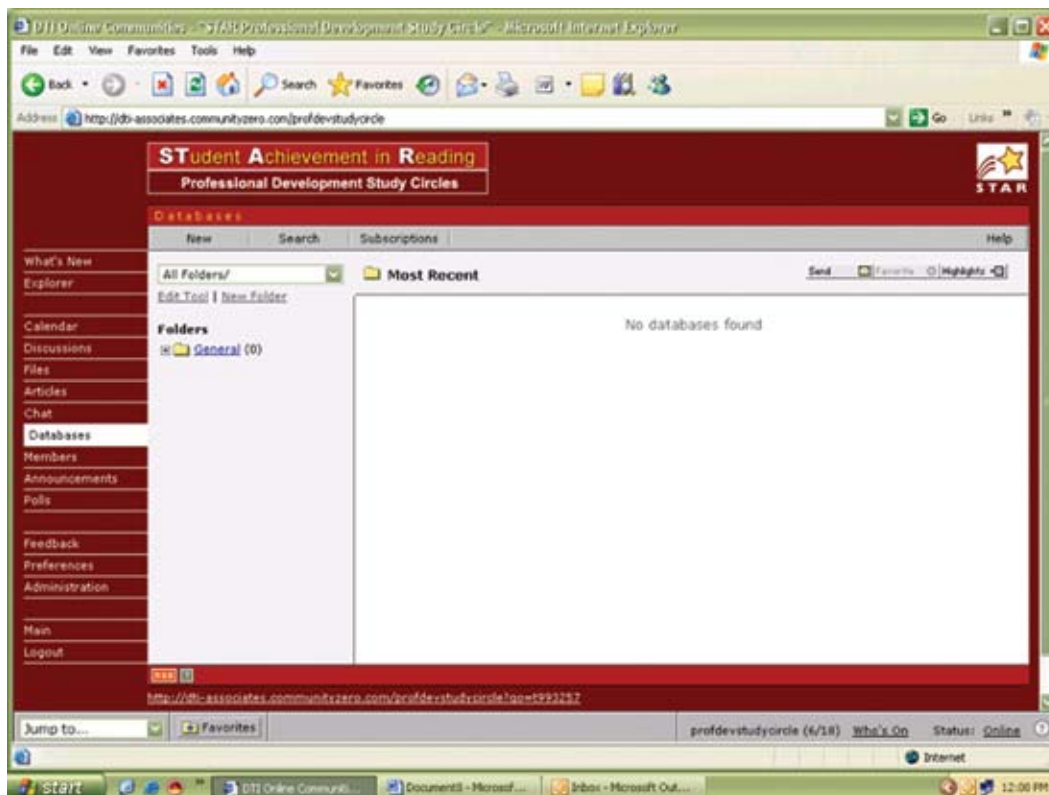 DTI Online Communities - "STAR Professional Development Study Circle" - Microsoft Internet Explorer
File Edit View Favorites Tools Help
Back Search Favorites
Address http://dti-associates.communityzero.com/profdevstudycircle Go Links »
STudent Achievement in Reading
Professional Development Study Circles
STAR
Databases
New Search Subscriptions Help
What's New
Explorer
Calendar
Discussions
Files
Articles
Chat
Databases
Members
Announcements
Polls
Feedback
Preferences
Administration
Main
Logout
All Folders/
Edit Tool | New Folder
Folders
General (0)
Most Recent
Send Favorite Highlights
No databases found
http://dti-associates.communityzero.com/profdevstudycircle?go=t993257
Jump to... Favorites profdevstudycircle (6/18) Who's On Status: Online
Internet
start DTI Online Communiti... Document8 - Microsof... Inbox - Microsoft Out... 12:00 PM